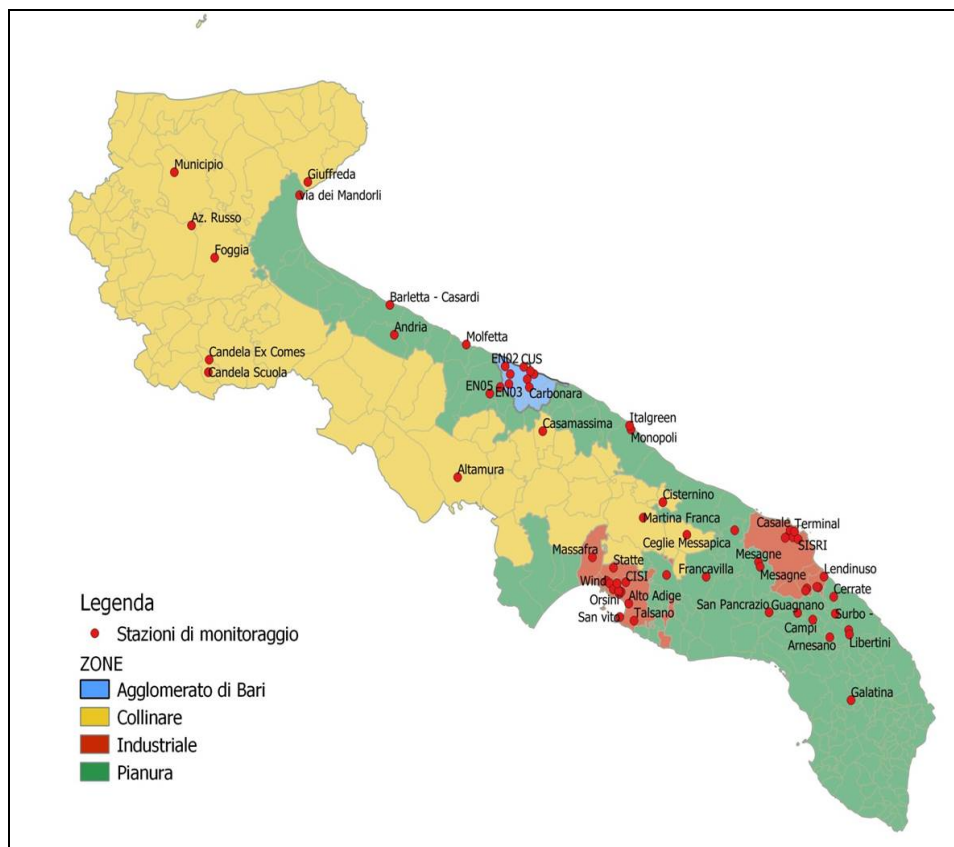 Municipio
Giuffreda
via dei Mandorli
Az. Russo
Foggia
Barletta - Casardi
Andria
Molfetta
Candela Ex Comes
Candela Scuola
EN02 CUS
EN05 EN03 Carbonara
Italgreen
Monopoli
Casamassima
Altamura
Cisternino
Martina Franca
Casale Terminal
Ceglie Messapica
SISRI
Massafra
Statte
Mesagne
Francavilla
Mesagne
Lendinuso
Wind CISI
Cerrate
Orsini Alto Adige
San Pancrazio Guagnano
Surbo -
San vito Talsano
Campi
Arnesano Libertini
Galatina
Legenda
Stazioni di monitoraggio
ZONE
Agglomerato di Bari
Collinare
Industriale
Pianura